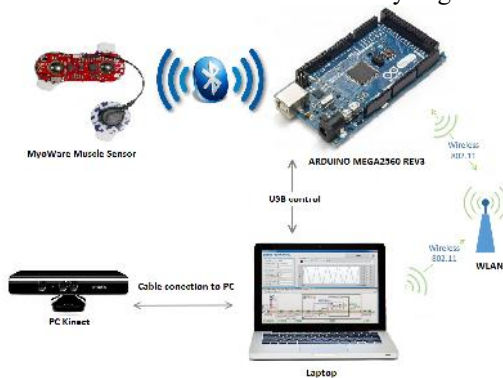 MyoWare Muscle Sensor
ARDUINO MEGA2560 REV3
Wireless
802.11
USB control
WLAN
Wireless
802.11
Cable conection to PC
PC Kinect
Laptop